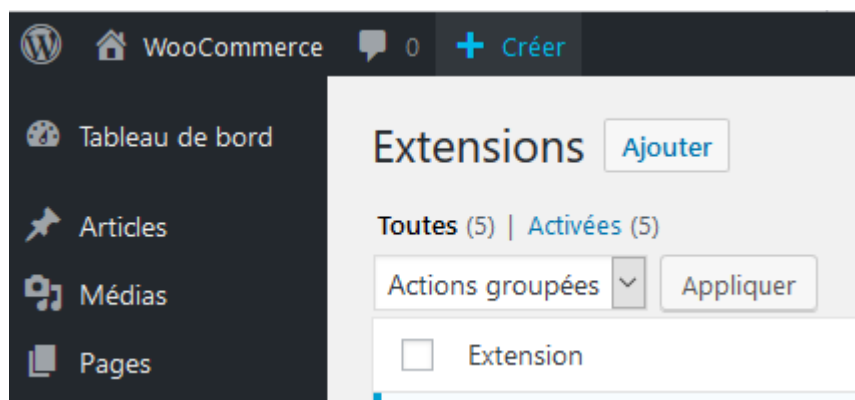 WooCommerce 0 + Créer
Tableau de bord
Extensions Ajouter
Articles
Toutes (5) | Activées (5)
Médias
Actions groupées Appliquer
Pages
Extension